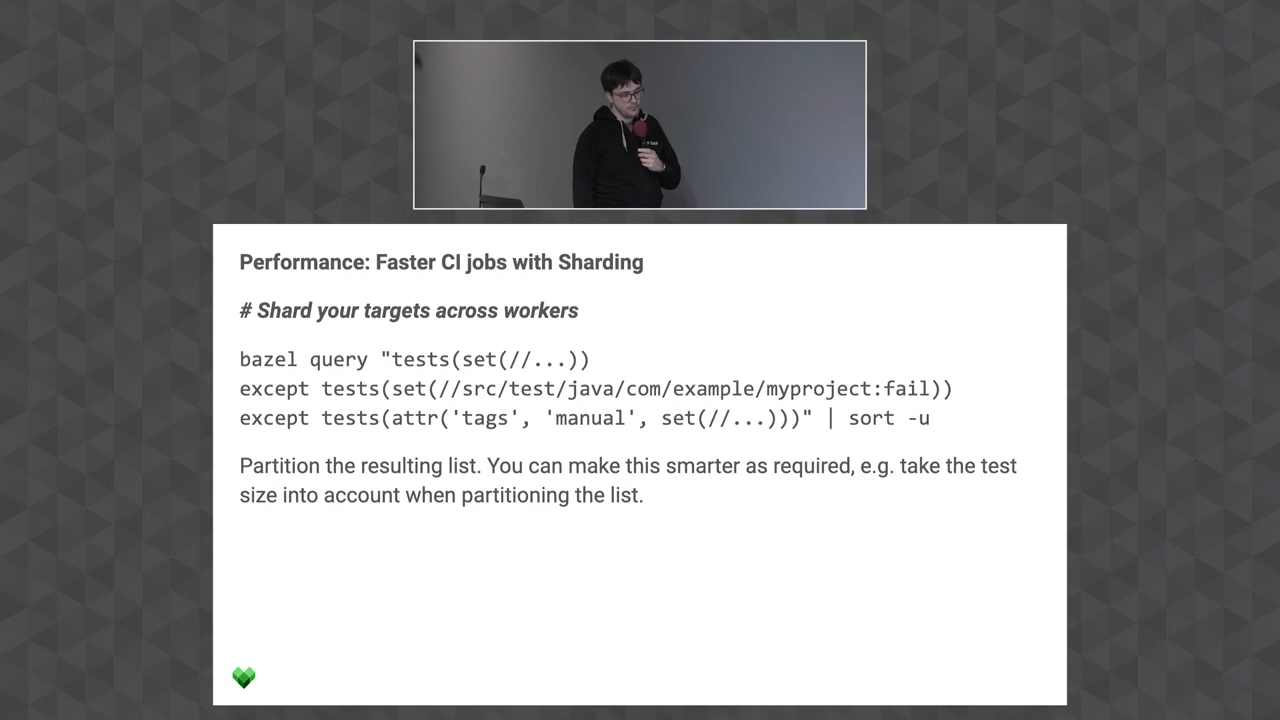 Performance: Faster CI jobs with Sharding
# Shard your targets across workers
bazel query "tests(set(//...))
except tests(set(//src/test/java/com/example/myproject:fail))
except tests(attr('tags', 'manual', set(//...)))" | sort -u
Partition the resulting list. You can make this smarter as required, e.g. take the test
size into account when partitioning the list.